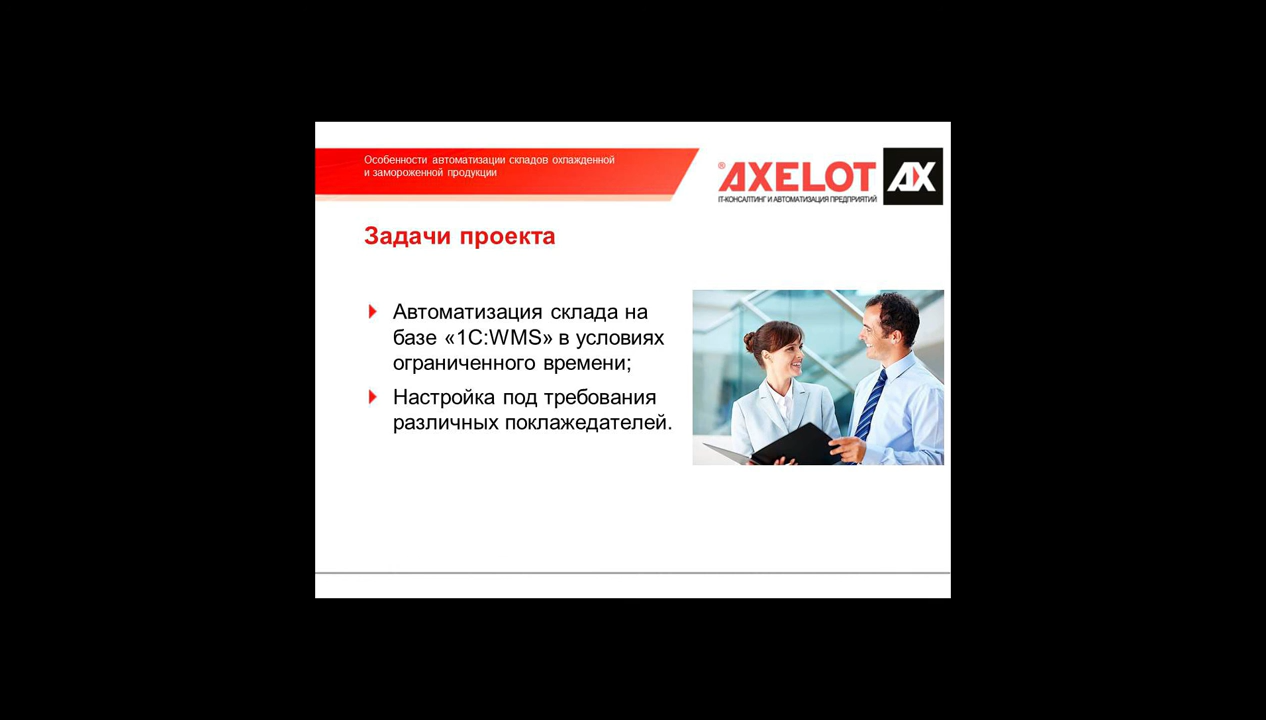 Особенности автоматизации складов охлажденной
и замороженной продукции
® AXELOT AX
IT-КОНСАЛТИНГ И АВТОМАТИЗАЦИЯ ПРЕДПРИЯТИЙ
Задачи проекта
Автоматизация склада на
базе «1С:WMS» в условиях
ограниченного времени;
Настройка под требования
различных поклажедателей.